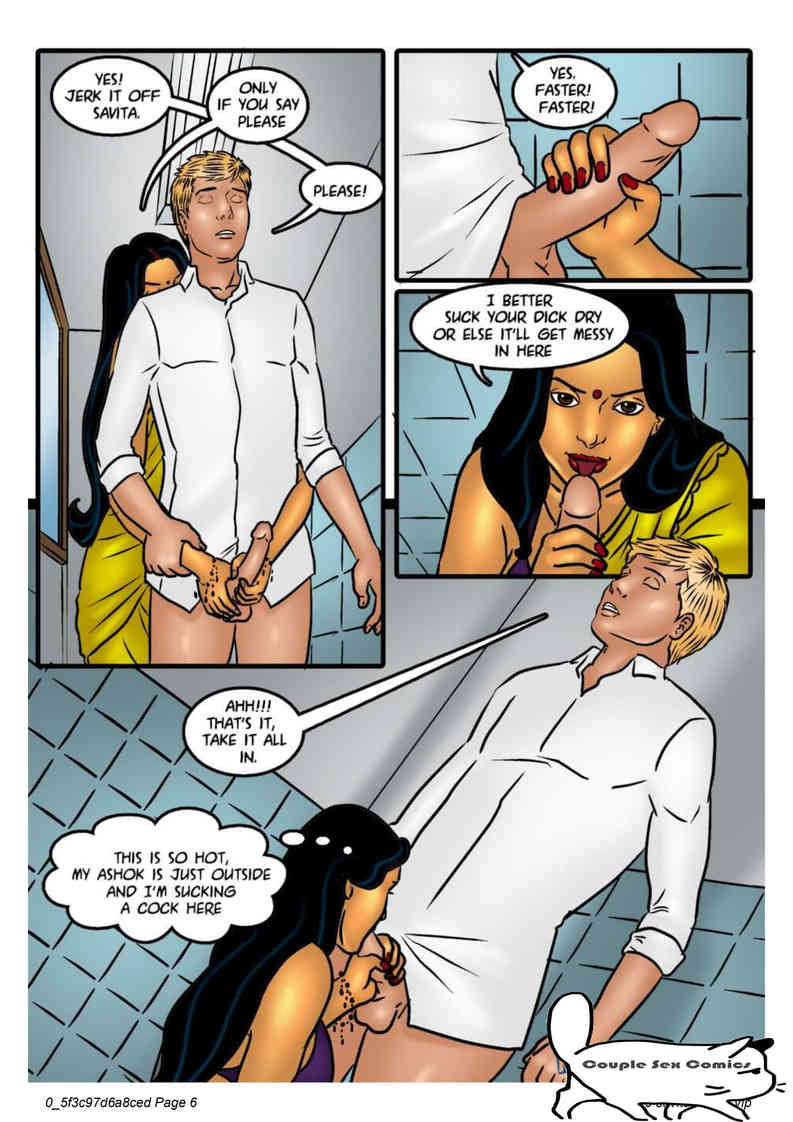 YES!
JERK IT OFF
SAVITA.
ONLY
IF YOU SAY
PLEASE
PLEASE!
YES,
FASTER!
FASTER!
I BETTER
SUCK YOUR DICK DRY
OR ELSE IT'LL GET MESSY
IN HERE
AHH!!!
THAT'S IT,
TAKE IT ALL
IN.
THIS IS SO HOT,
MY ASHOK IS JUST OUTSIDE
AND I'M SUCKING
A COCK HERE
Couple Sex Comics
0_5f3c97d6a8ced Page 6